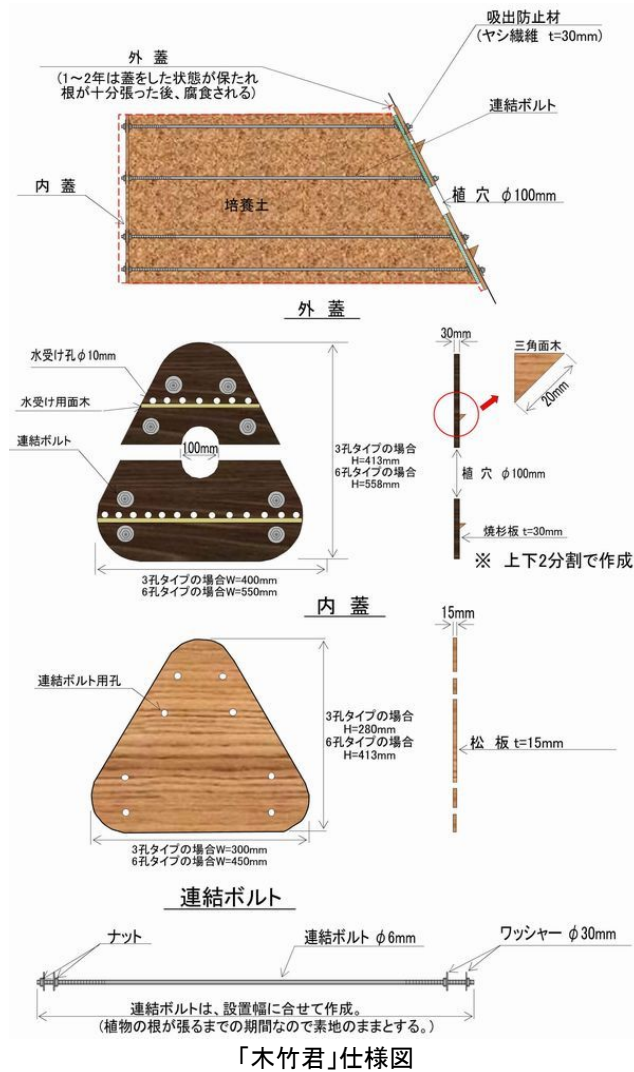 吸出防止材
(ヤシ繊維 t=30mm)
外 蓋
(1~2年は蓋をした状態が保たれ
根が十分張った後、腐食される)
連結ボルト
内 蓋
植 穴 φ100mm
培養土
外 蓋
水受け孔φ10mm
水受け用面木
連結ボルト
100mm
3孔タイプの場合
H=413mm
6孔タイプの場合
H=558mm
3孔タイプの場合W=400mm
6孔タイプの場合W=550mm
30mm
三角面木
20mm
植 穴 φ100mm
焼杉板 t=30mm
※ 上下2分割で作成
内 蓋
連結ボルト用孔
3孔タイプの場合
H=280mm
6孔タイプの場合
H=413mm
3孔タイプの場合W=300mm
6孔タイプの場合W=450mm
15mm
松 板 t=15mm
連結ボルト
ナット
連結ボルト φ6mm
ワッシャー φ30mm
連結ボルトは、設置幅に合せて作成。
(植物の根が張るまでの期間なので素地のままとする。)
「木竹君」仕様図